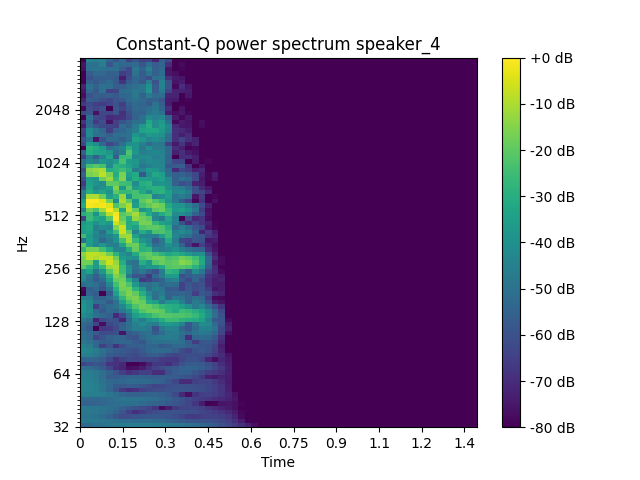 Constant-Q power spectrum speaker_4
Hz
2048
1024
512
256
128
64
32
0 0.15 0.3 0.45 0.6 0.75 0.9 1.1 1.2 1.4
Time
+0 dB
-10 dB
-20 dB
-30 dB
-40 dB
-50 dB
-60 dB
-70 dB
-80 dB